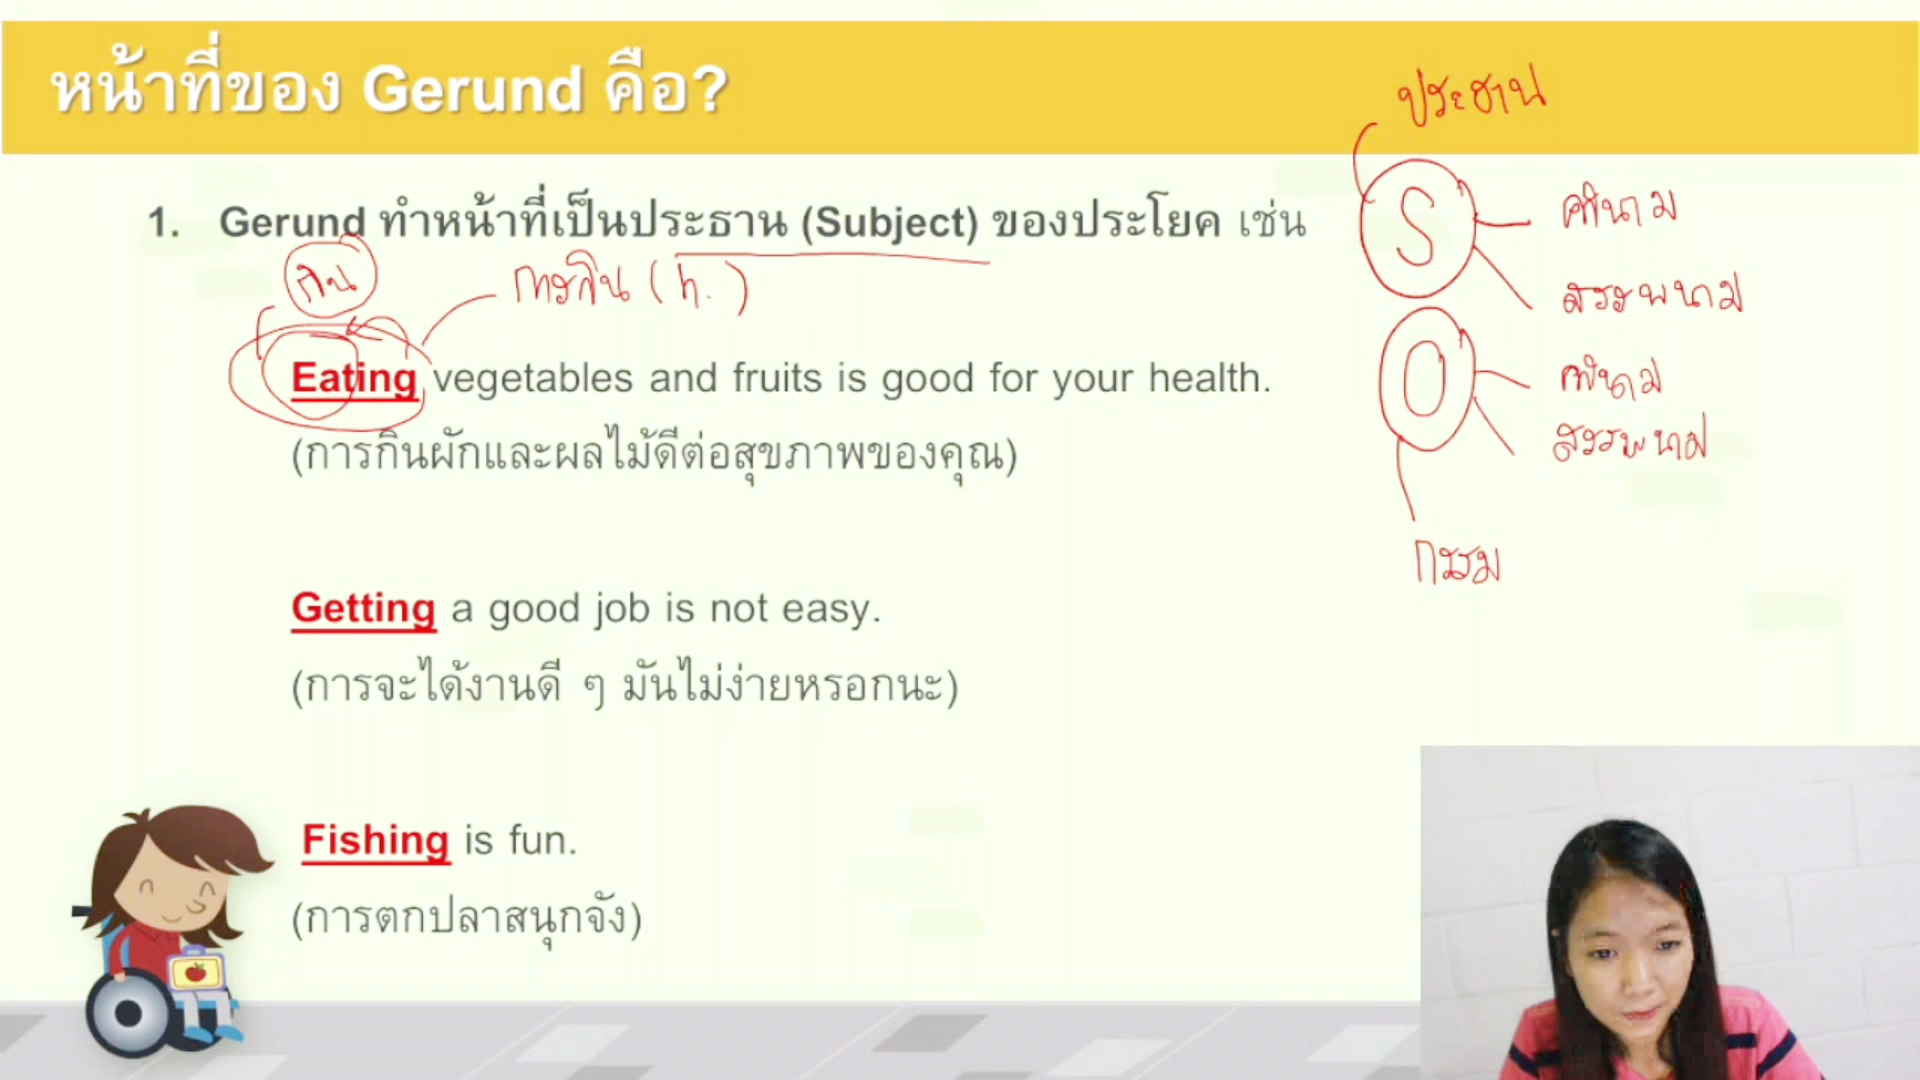 หน้าที่ของ Gerund คือ?
ประธาน
1. Gerund ทำหน้าที่เป็นประธาน (Subject) ของประโยค เช่น
S
คำนาม
สรรพนาม
กิน
การกิน (n.)
Eating vegetables and fruits is good for your health.
O
คำนาม
สรรพนาม
(การกินผักและผลไม้ดีต่อสุขภาพของคุณ)
กรรม
Getting a good job is not easy.
(การจะได้งานดี ๆ มันไม่ง่ายหรอกนะ)
Fishing is fun.
(การตกปลาสนุกจัง)